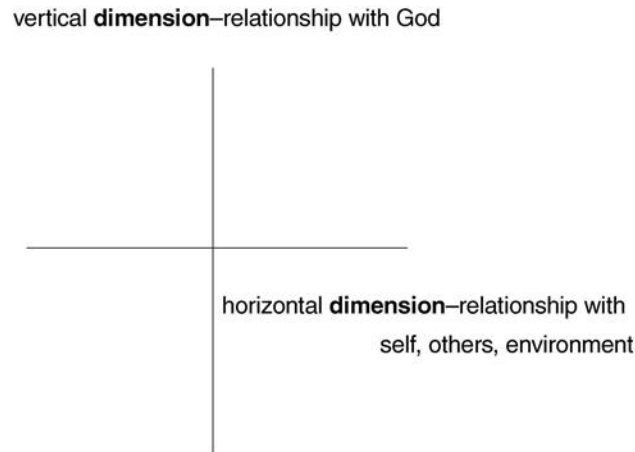 vertical dimension–relationship with God
horizontal dimension–relationship with
self, others, environment